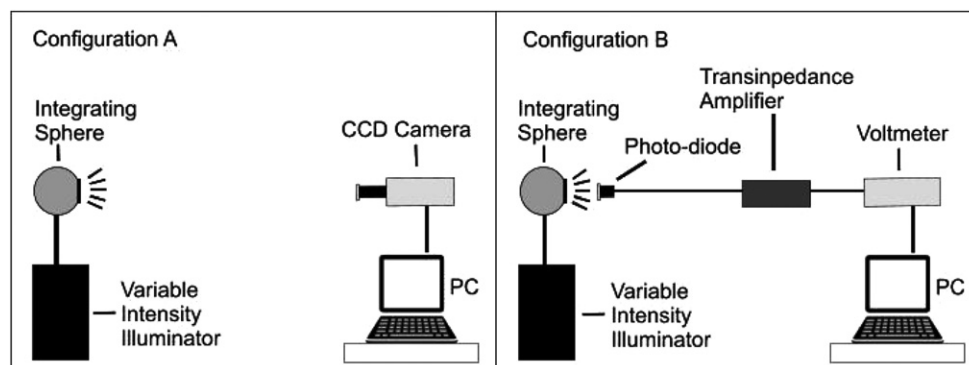 Configuration A
Integrating
Sphere
CCD Camera
PC
Variable
Intensity
Illuminator
Configuration B
Transinpedance
Amplifier
Integrating
Sphere
Photo-diode
Voltmeter
PC
Variable
Intensity
Illuminator